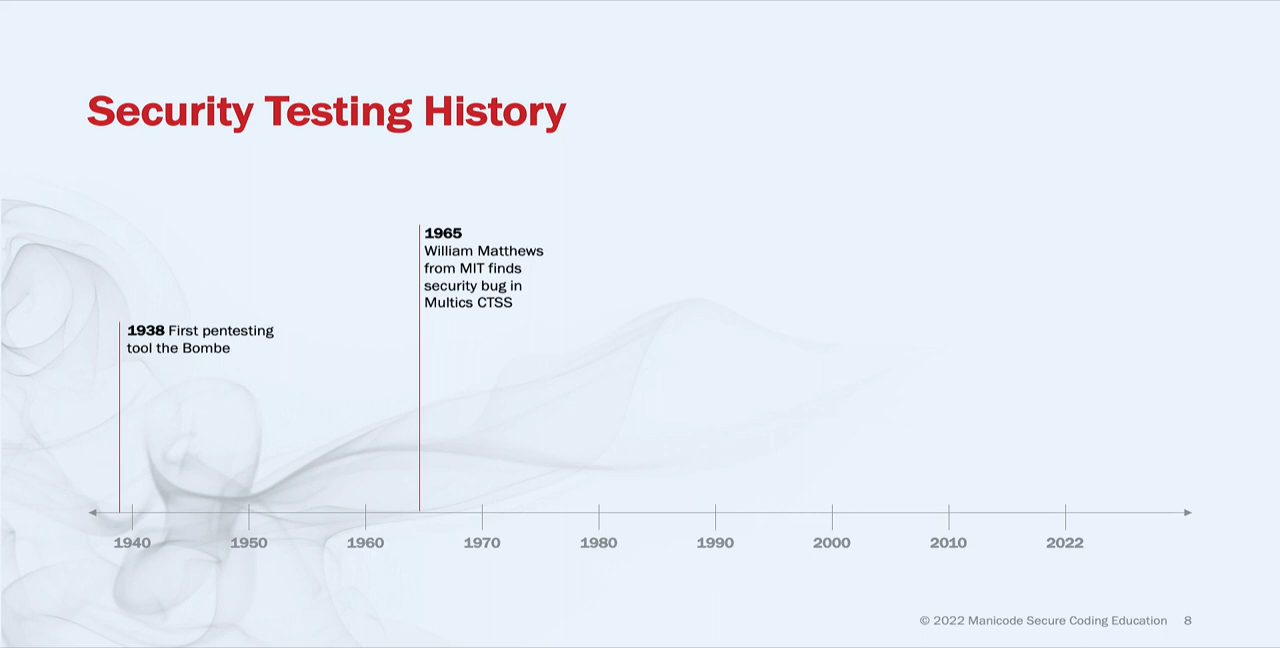 Security Testing History
1965
William Matthews
from MIT finds
security bug in
Multics CTSS
1938 First pentesting
tool the Bombe
1940 1950 1960 1970 1980 1990 2000 2010 2022
© 2022 Manicode Secure Coding Education 8